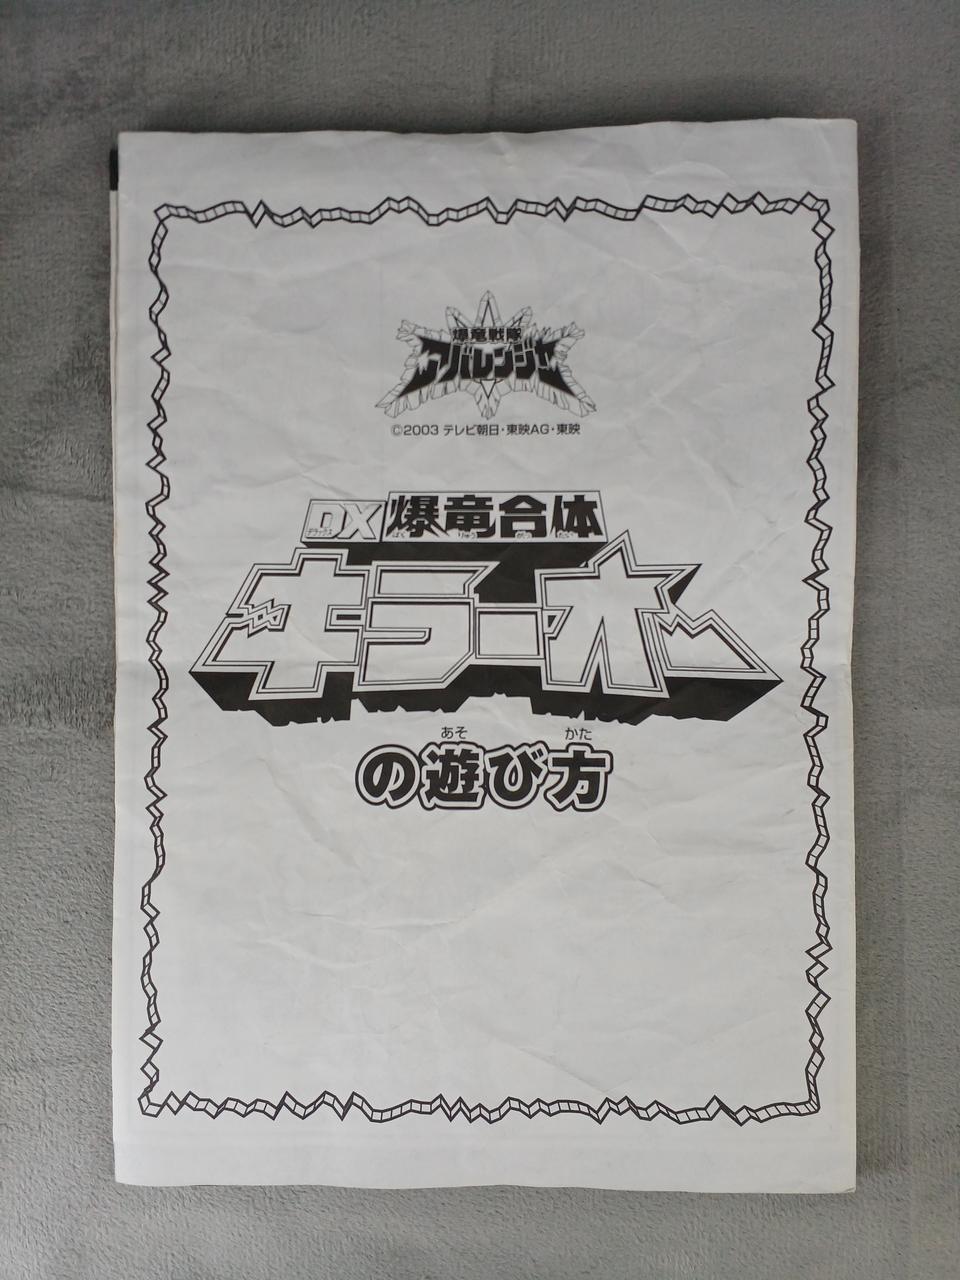 爆竜戦隊
アバレンジャー
©2003 テレビ朝日・東映AG・東映
DX 爆竜合体
デラックス ばく りゅう がっ たい
キラーオー
あそ かた
の遊び方